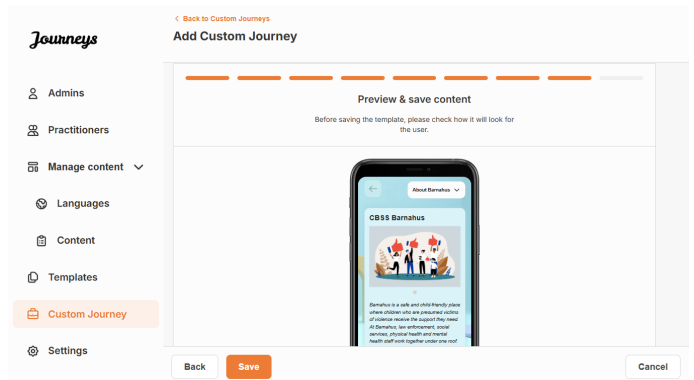 Journeys
Back to Custom Journeys
Add Custom Journey
Admins
Practitioners
Manage content
Languages
Content
Templates
Custom Journey
Settings
Preview & save content
Before saving the template, please check how it will look for
the user.
About Barnahus
CBSS Barnahus
Barnahus is a safe and child-friendly place
where children who are presumed victims
of violence receive the support they need.
At Barnahus, law enforcement, social
services, physical health and mental
health staff work together under one roof.
Back
Save
Cancel